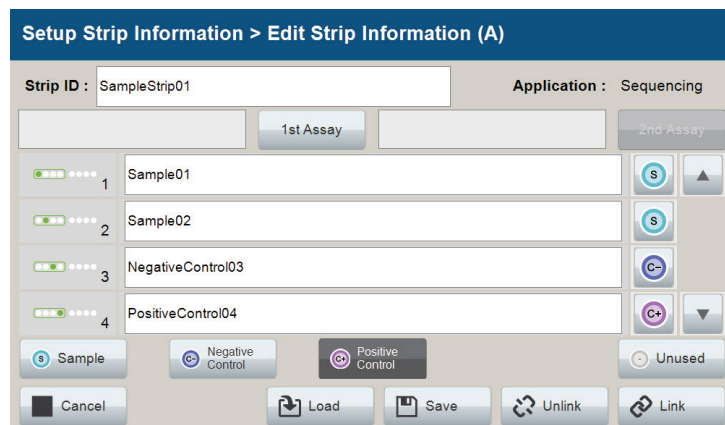 Setup Strip Information > Edit Strip Information (A)
Strip ID : SampleStrip01 Application : Sequencing
1st Assay 2nd Assay
1 Sample01 S
2 Sample02 S
3 NegativeControl03 C-
4 PositiveControl04 C+
S Sample C- Negative Control C+ Positive Control - Unused
Cancel Load Save Unlink Link